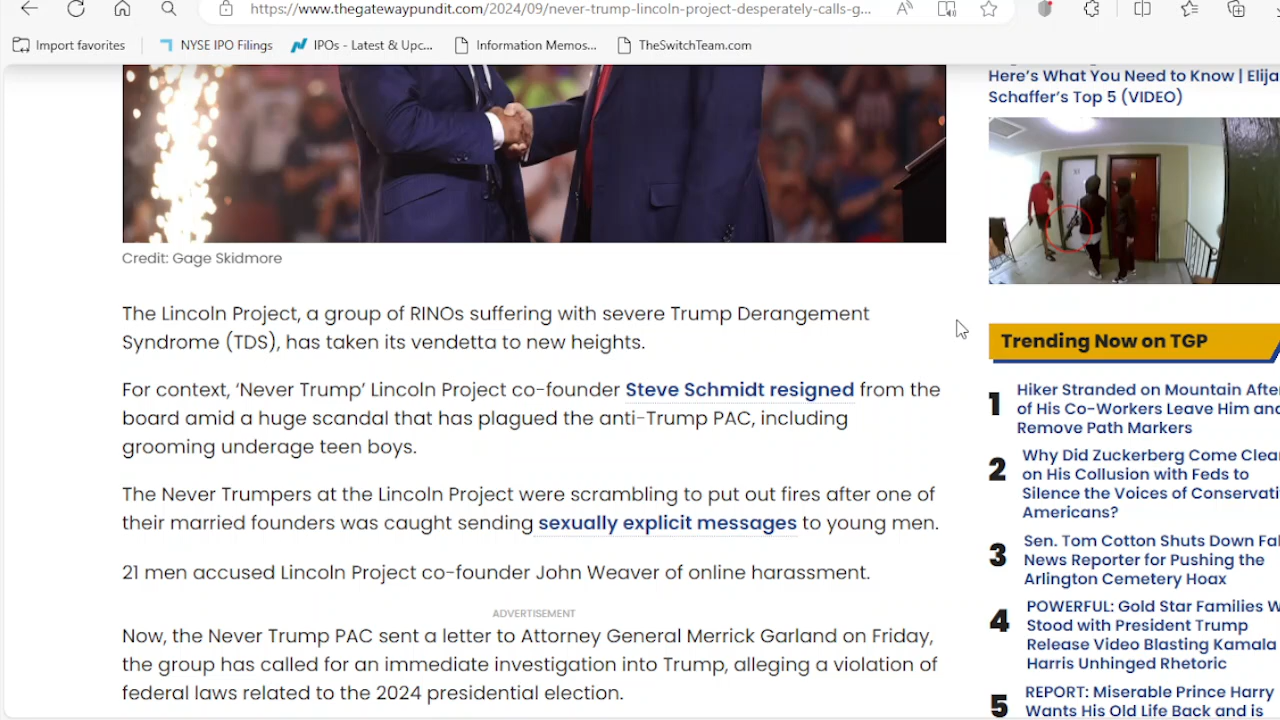 https://www.thegatewaypundit.com/2024/09/never-trump-lincoln-project-desperately-calls-g...
Import favorites
NYSE IPO Filings
IPOs - Latest & Upc...
Information Memos...
TheSwitchTeam.com
Credit: Gage Skidmore
The Lincoln Project, a group of RINOs suffering with severe Trump Derangement
Syndrome (TDS), has taken its vendetta to new heights.
For context, ‘Never Trump’ Lincoln Project co-founder Steve Schmidt resigned from the
board amid a huge scandal that has plagued the anti-Trump PAC, including
grooming underage teen boys.
The Never Trumpers at the Lincoln Project were scrambling to put out fires after one of
their married founders was caught sending sexually explicit messages to young men.
21 men accused Lincoln Project co-founder John Weaver of online harassment.
ADVERTISEMENT
Now, the Never Trump PAC sent a letter to Attorney General Merrick Garland on Friday,
the group has called for an immediate investigation into Trump, alleging a violation of
federal laws related to the 2024 presidential election.
Here’s What You Need to Know | Elija
Schaffer’s Top 5 (VIDEO)
Trending Now on TGP
1 Hiker Stranded on Mountain After
of His Co-Workers Leave Him and
Remove Path Markers
2 Why Did Zuckerberg Come Clean
on His Collusion with Feds to
Silence the Voices of Conservati
Americans?
3 Sen. Tom Cotton Shuts Down Fak
News Reporter for Pushing the
Arlington Cemetery Hoax
4 POWERFUL: Gold Star Families W
Stood with President Trump
Release Video Blasting Kamala
Harris Unhinged Rhetoric
5 REPORT: Miserable Prince Harry
Wants His Old Life Back and is